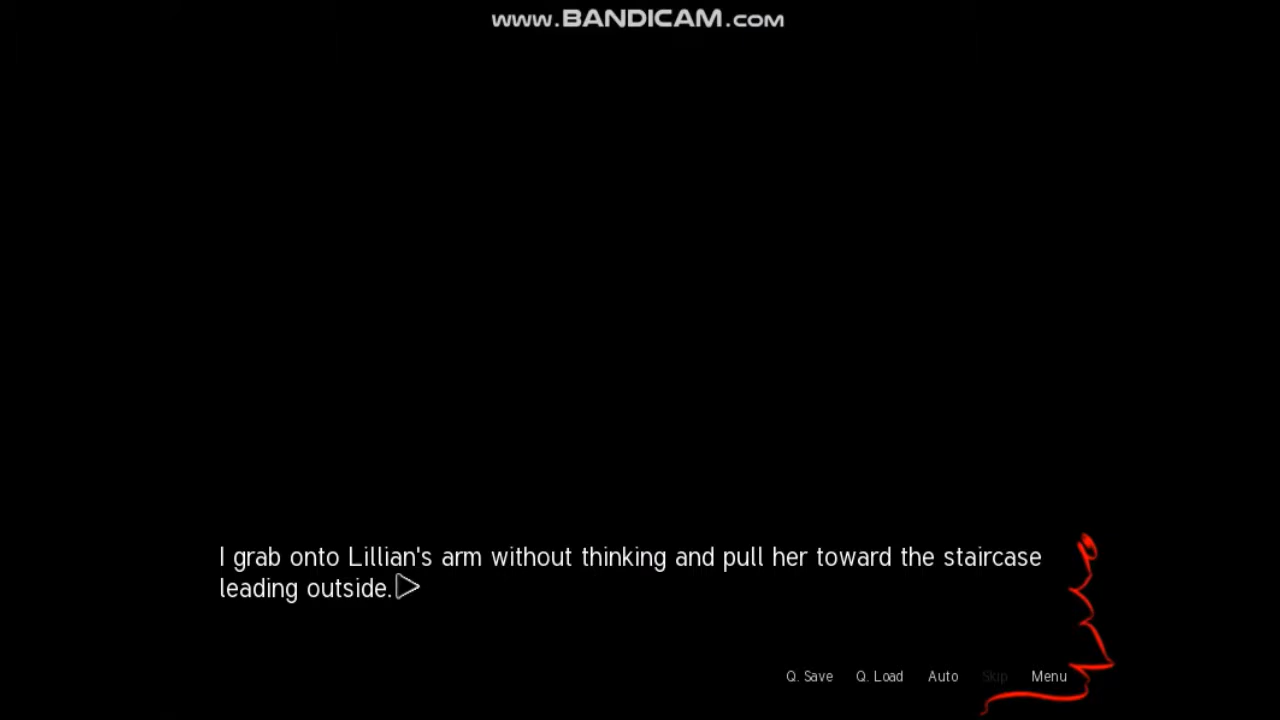 www.BANDICAM.com
I grab onto Lillian's arm without thinking and pull her toward the staircase
leading outside.
Q. Save Q. Load Auto Skip Menu